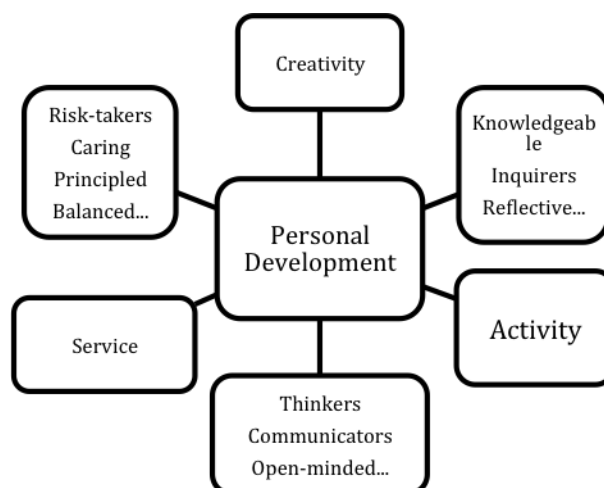 Creativity
Risk-takers
Caring
Principled
Balanced...
Knowledgeab
le
Inquirers
Reflective...
Personal
Development
Service
Activity
Thinkers
Communicators
Open-minded...